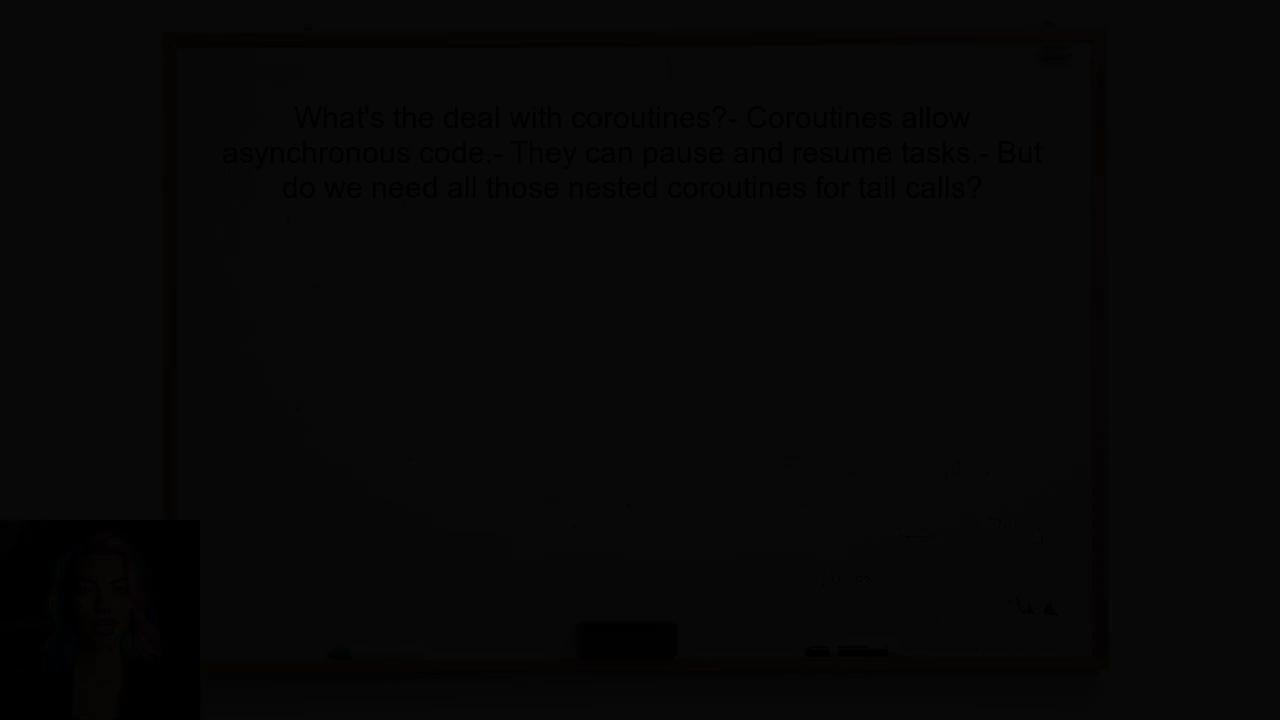 What's the deal with coroutines?- Coroutines allow
asynchronous code.- They can pause and resume tasks.- But
do we need all those nested coroutines for tail calls?